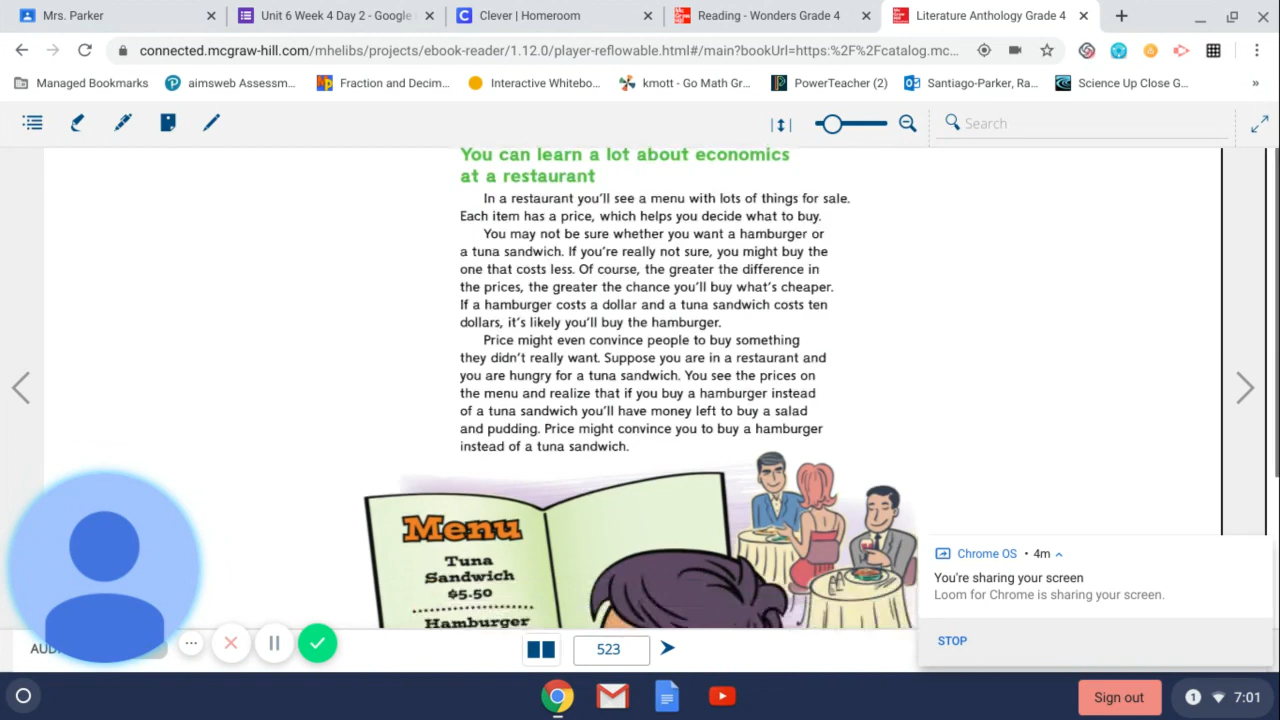 Mrs. Parker
Unit 6 Week 4 Day 2 - Google
Clever | Homeroom
Reading - Wonders Grade 4
Literature Anthology Grade 4
connected.mcgraw-hill.com/mhelibs/projects/ebook-reader/1.12.0/player-reflowable.html#/main?bookUrl=https:%2F%2Fcatalog.mc...
Managed Bookmarks
aimsweb Assessm...
Fraction and Decim...
Interactive Whitebo...
kmott - Go Math Gr...
PowerTeacher (2)
Santiago-Parker, Ra...
Science Up Close G...
»
Search
You can learn a lot about economics
at a restaurant
In a restaurant you'll see a menu with lots of things for sale.
Each item has a price, which helps you decide what to buy.
You may not be sure whether you want a hamburger or
a tuna sandwich. If you're really not sure, you might buy the
one that costs less. Of course, the greater the difference in
the prices, the greater the chance you'll buy what's cheaper.
If a hamburger costs a dollar and a tuna sandwich costs ten
dollars, it's likely you'll buy the hamburger.
Price might even convince people to buy something
they didn't really want. Suppose you are in a restaurant and
you are hungry for a tuna sandwich. You see the prices on
the menu and realize that if you buy a hamburger instead
of a tuna sandwich you'll have money left to buy a salad
and pudding. Price might convince you to buy a hamburger
instead of a tuna sandwich.
Menu
Tuna
Sandwich
$5.50
Hamburger
Chrome OS • 4m
You're sharing your screen
Loom for Chrome is sharing your screen.
STOP
523
Sign out
1
7:01